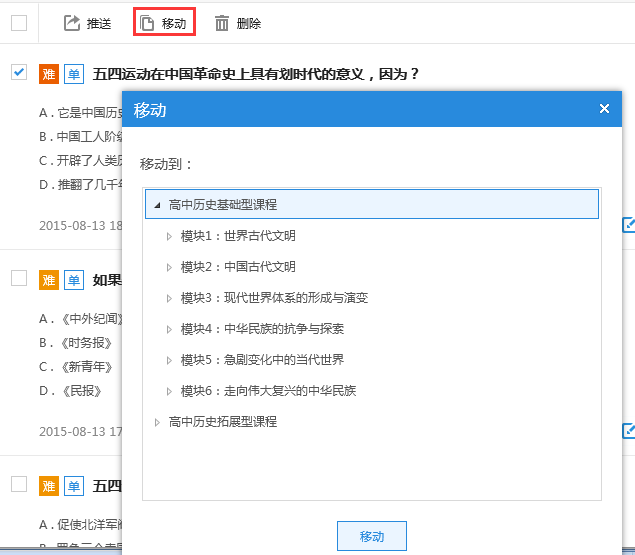 推送 移动 删除
难 单 五四运动在中国革命史上具有划时代的意义，因为？
移动
A．它是中国历史
B．中国工人阶级
C．开辟了人类历
D．推翻了几千年
移动到：
高中历史基础型课程
2015-08-13 18
模块1：世界古代文明
模块2：中国古代文明
难 单 如果
模块3：现代世界体系的形成与演变
A．《中外纪闻》
模块4：中华民族的抗争与探索
B．《时务报》
模块5：急剧变化中的当代世界
C．《新青年》
D．《民报》
模块6：走向伟大复兴的中华民族
高中历史拓展型课程
2015-08-13 17
难 单 五四
A．促使北洋军阀
移动